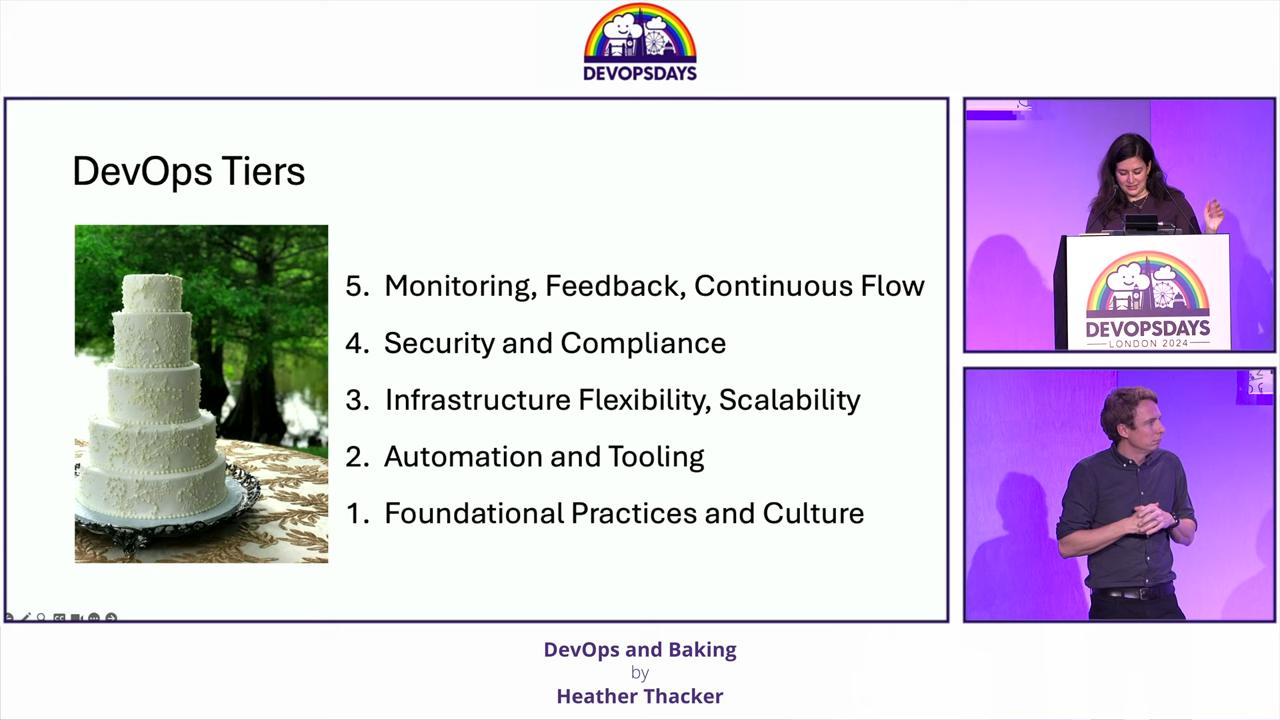 DEVOPSDAYS
DevOps Tiers
5. Monitoring, Feedback, Continuous Flow
4. Security and Compliance
3. Infrastructure Flexibility, Scalability
2. Automation and Tooling
1. Foundational Practices and Culture
DEVOPSDAYS
LONDON 2024
DevOps and Baking
by
Heather Thacker